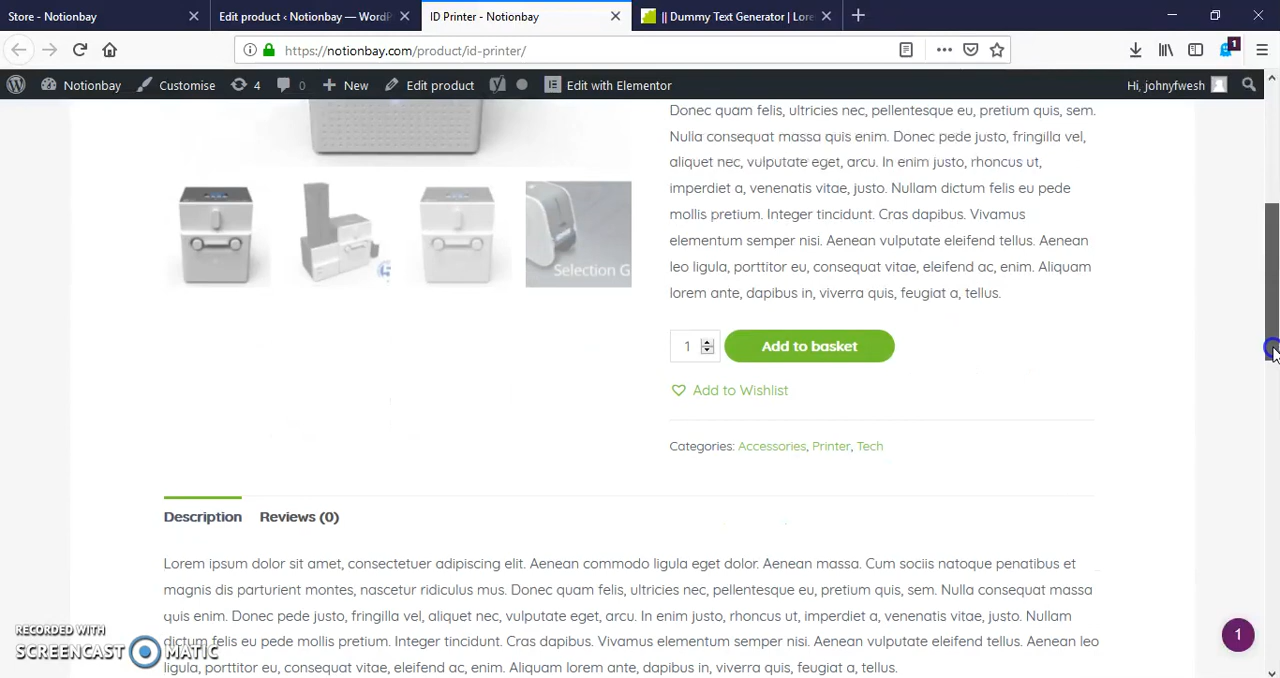 Store - Notionbay
Edit product ‹ Notionbay — WordP
ID Printer - Notionbay
|| Dummy Text Generator | Lore
https://notionbay.com/product/id-printer/
1
Notionbay
Customise
4
0
New
Edit product
Edit with Elementor
Hi, johnyfwesh
Donec quam felis, ultricies nec, pellentesque eu, pretium quis, sem.
Nulla consequat massa quis enim. Donec pede justo, fringilla vel,
aliquet nec, vulputate eget, arcu. In enim justo, rhoncus ut,
imperdiet a, venenatis vitae, justo. Nullam dictum felis eu pede
mollis pretium. Integer tincidunt. Cras dapibus. Vivamus
elementum semper nisi. Aenean vulputate eleifend tellus. Aenean
leo ligula, porttitor eu, consequat vitae, eleifend ac, enim. Aliquam
lorem ante, dapibus in, viverra quis, feugiat a, tellus.
Selection G
1
Add to basket
Add to Wishlist
Categories: Accessories, Printer, Tech
Description
Reviews (0)
Lorem ipsum dolor sit amet, consectetuer adipiscing elit. Aenean commodo ligula eget dolor. Aenean massa. Cum sociis natoque penatibus et
magnis dis parturient montes, nascetur ridiculus mus. Donec quam felis, ultricies nec, pellentesque eu, pretium quis, sem. Nulla consequat massa
quis enim. Donec pede justo, fringilla vel, aliquet nec, vulputate eget, arcu. In enim justo, rhoncus ut, imperdiet a, venenatis vitae, justo. Nullam
dictum felis eu pede mollis pretium. Integer tincidunt. Cras dapibus. Vivamus elementum semper nisi. Aenean vulputate eleifend tellus. Aenean leo
ligula, porttitor eu, consequat vitae, eleifend ac, enim. Aliquam lorem ante, dapibus in, viverra quis, feugiat a, tellus.
RECORDED WITH
SCREENCAST MATIC
1